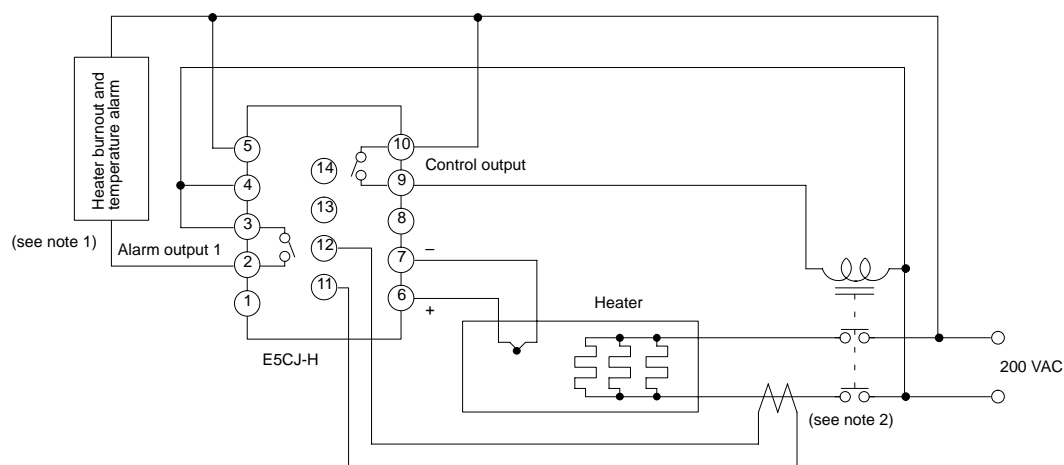 Heater burnout and
temperature alarm
(see note 1)
Alarm output 1
5
4
3
2
1
14
13
12
11
10
9
8
7
6
Control output
–
+
E5CJ-H
Heater
200 VAC
(see note 2)